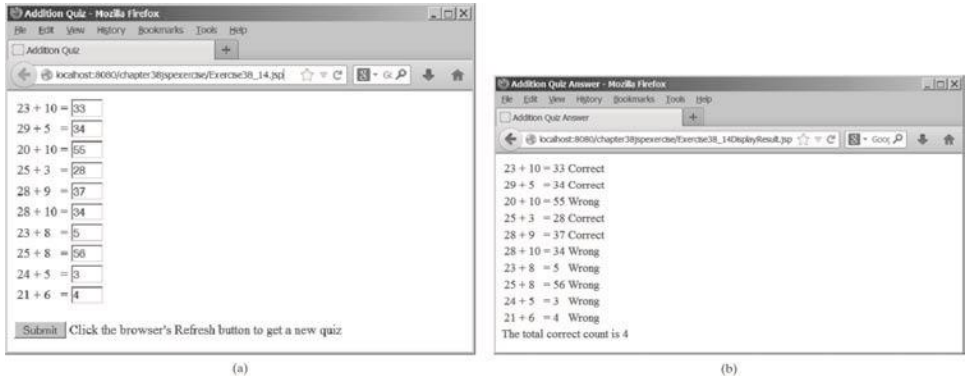 Addition Quiz - Mozilla Firefox
File Edit View History Bookmarks Tools Help
Addition Quiz +
localhost:8080/chapter38jspexercise/Exercise38_14.jsp
23 + 10 = 33
29 + 5 = 34
20 + 10 = 55
25 + 3 = 28
28 + 9 = 37
28 + 10 = 34
23 + 8 = 5
25 + 8 = 56
24 + 5 = 3
21 + 6 = 4
Submit Click the browser's Refresh button to get a new quiz
(a)
Addition Quiz Answer - Mozilla Firefox
File Edit View History Bookmarks Tools Help
Addition Quiz Answer +
localhost:8080/chapter38jspexercise/Exercise38_14DisplayResult.jsp Goog
23 + 10 = 33 Correct
29 + 5 = 34 Correct
20 + 10 = 55 Wrong
25 + 3 = 28 Correct
28 + 9 = 37 Correct
28 + 10 = 34 Wrong
23 + 8 = 5 Wrong
25 + 8 = 56 Wrong
24 + 5 = 3 Wrong
21 + 6 = 4 Wrong
The total correct count is 4
(b)